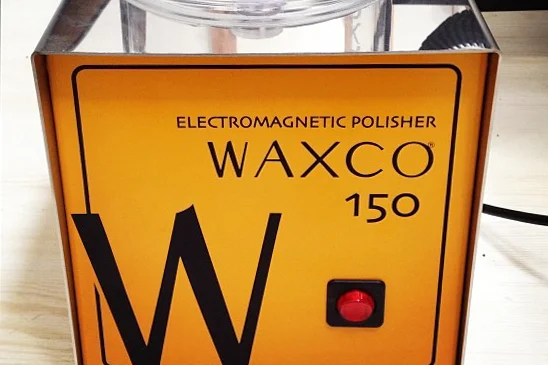 ELECTROMAGNETIC POLISHER
WAXCO®
150
W